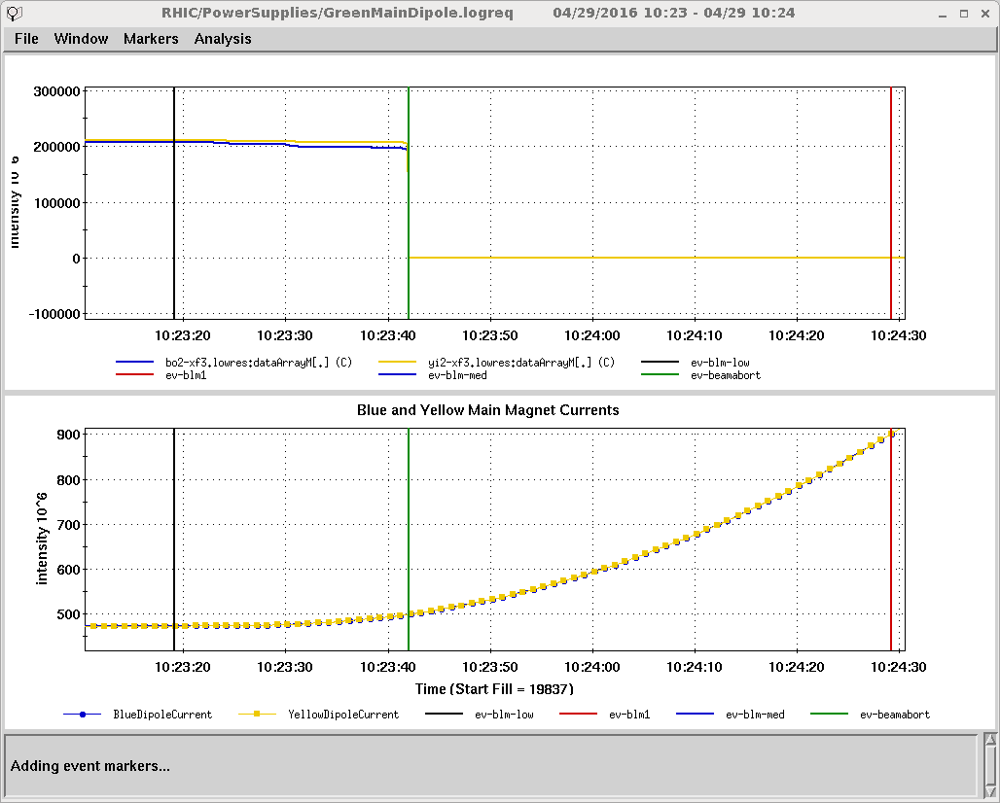 RHIC/PowerSupplies/GreenMainDipole.logreq 04/29/2016 10:23 - 04/29 10:24
File Window Markers Analysis
300000
200000
100000
0
-100000
intensity 10^6
10:23:20 10:23:30 10:23:40 10:23:50 10:24:00 10:24:10 10:24:20 10:24:30
bo2-xf3.lowres:dataArrayM[.] (C) yi2-xf3.lowres:dataArrayM[.] (C) ev-blm-low
ev-blm1 ev-blm-med ev-beamabort
Blue and Yellow Main Magnet Currents
900
800
700
600
500
intensity 10^6
10:23:20 10:23:30 10:23:40 10:23:50 10:24:00 10:24:10 10:24:20 10:24:30
Time (Start Fill = 19837)
BlueDipoleCurrent YellowDipoleCurrent ev-blm-low ev-blm1 ev-blm-med ev-beamabort
Adding event markers...